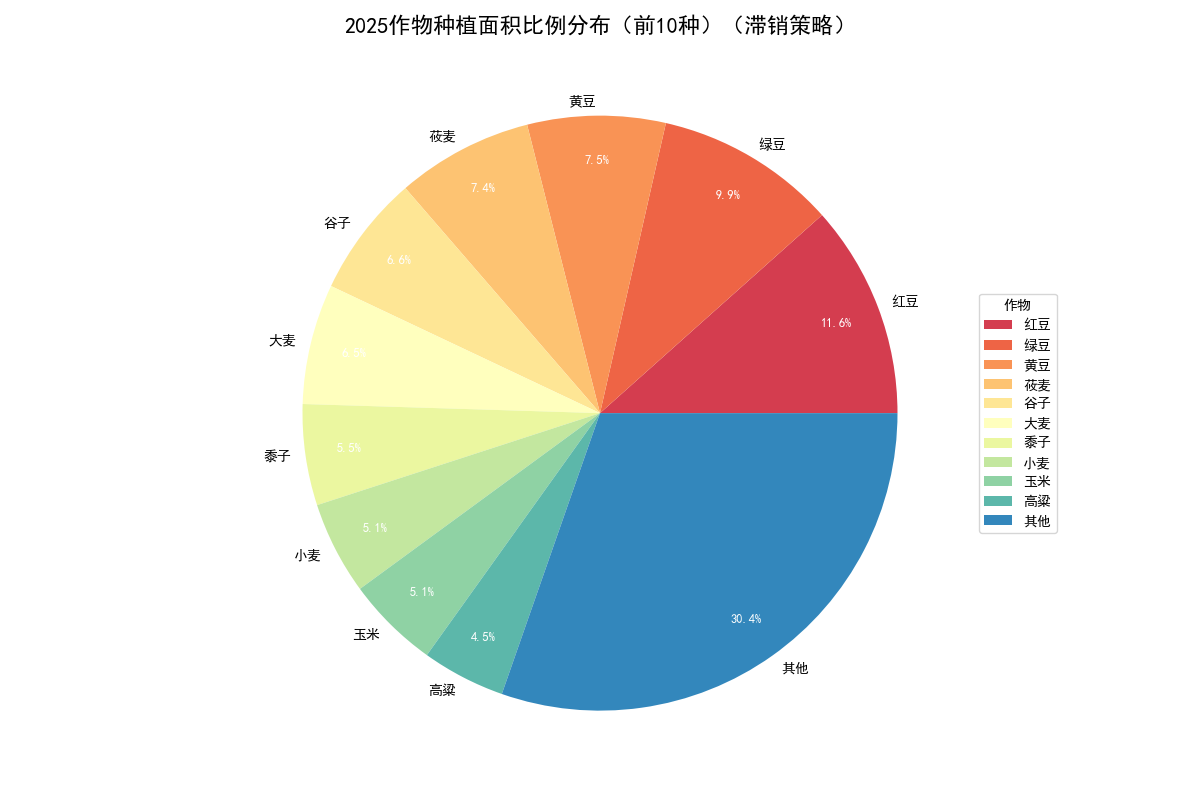 2025作物种植面积比例分布（前10种）（滞销策略）
黄豆
莜麦
绿豆
7.5%
7.4%
9.9%
谷子
6.6%
红豆
11.6%
大麦
5.5%
黍子
5.1%
小麦
5.1%
玉米
4.5%
高粱
30.4%
其他
作物
红豆
绿豆
黄豆
莜麦
谷子
大麦
黍子
小麦
玉米
高粱
其他